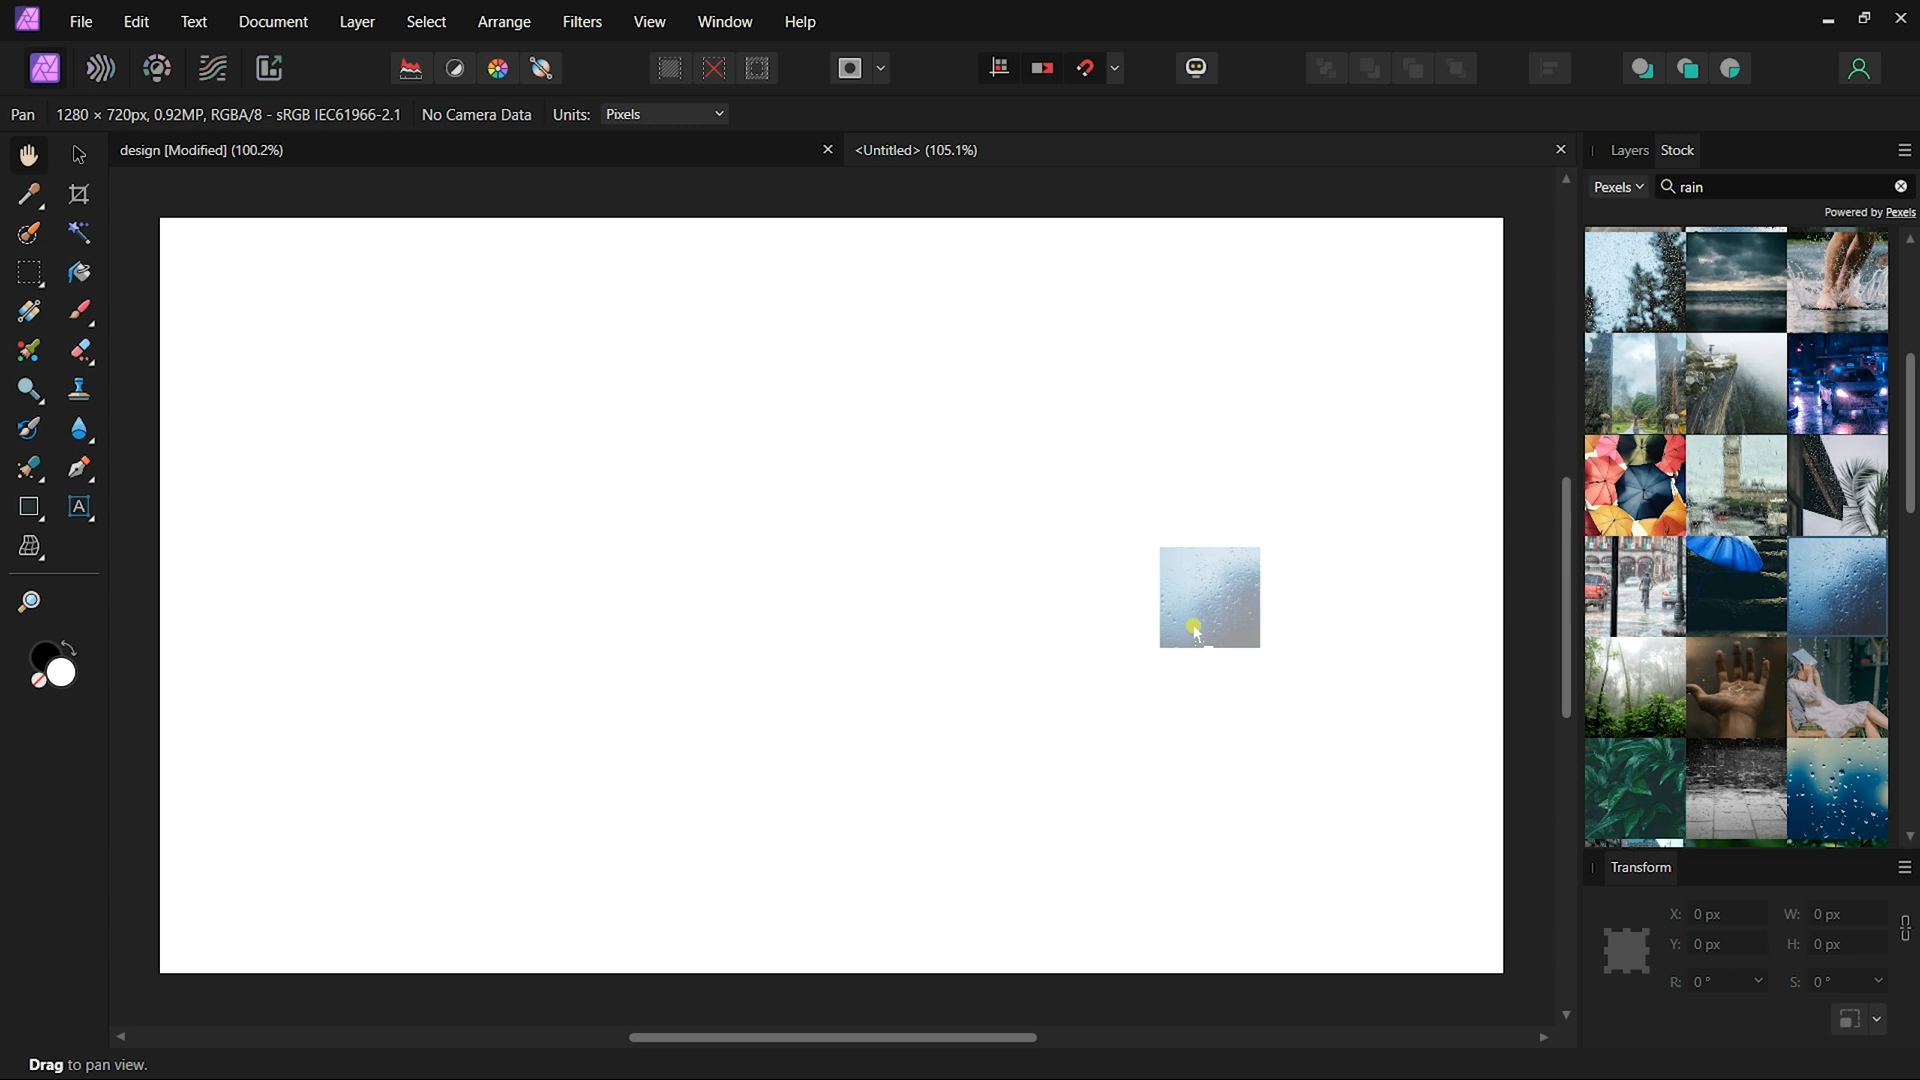 File Edit Text Document Layer Select Arrange Filters View Window Help
Pan 1280 × 720px, 0.92MP, RGBA/8 - sRGB IEC61966-2.1 No Camera Data Units: Pixels
design [Modified] (100.2%) <Untitled> (105.1%)
Layers Stock
Pexels rain
Powered by Pexels
Transform
X: 0 px W: 0 px
Y: 0 px H: 0 px
R: 0 ° S: 0 °
Drag to pan view.